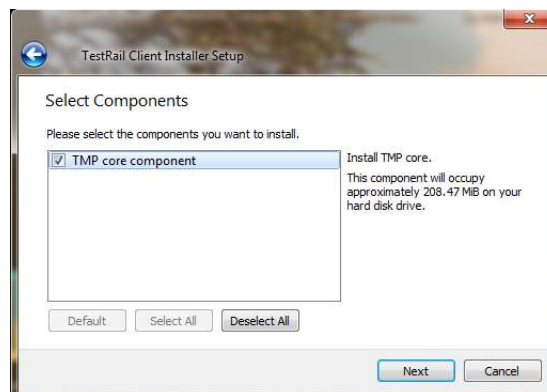 TestRail Client Installer Setup
Select Components
Please select the components you want to install.
TMP core component
Install TMP core.
This component will occupy
approximately 208.47 MiB on your
hard disk drive.
Default
Select All
Deselect All
Next
Cancel